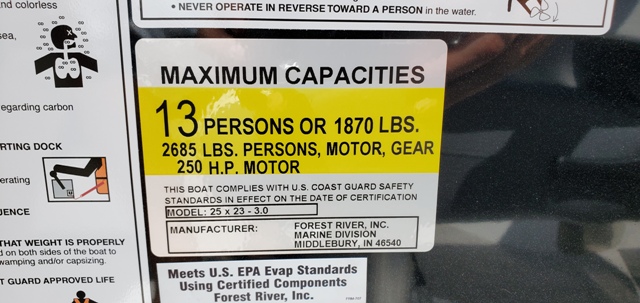 nd colorless
• NEVER OPERATE IN REVERSE TOWARD A PERSON in the water.
sea,
egarding carbon
RTING DOCK
erating
JENCE
THAT WEIGHT IS PROPERLY
d on both sides of the boat to
wamping and/or capsizing.
T GUARD APPROVED LIFE
MAXIMUM CAPACITIES
13 PERSONS OR 1870 LBS.
2685 LBS. PERSONS, MOTOR, GEAR
250 H.P. MOTOR
THIS BOAT COMPLIES WITH U.S. COAST GUARD SAFETY
STANDARDS IN EFFECT ON THE DATE OF CERTIFICATION
MODEL: 25 x 23 - 3.0
MANUFACTURER: FOREST RIVER, INC.
MARINE DIVISION
MIDDLEBURY, IN 46540
Meets U.S. EPA Evap Standards
Using Certified Components
Forest River, Inc.